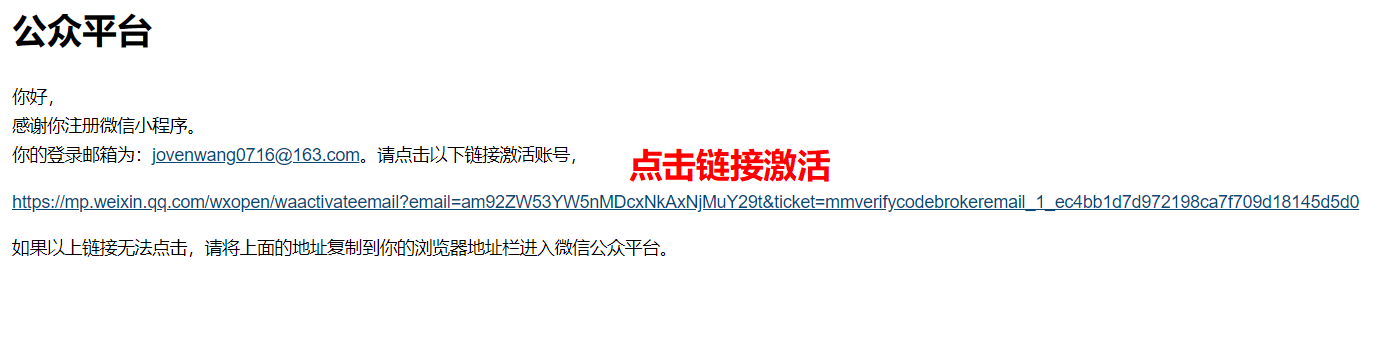 公众平台
你好，
感谢你注册微信小程序。
你的登录邮箱为：jovenwang0716@163.com。请点击以下链接激活账号，
点击链接激活
https://mp.weixin.qq.com/wxopen/waactivateemail?email=am92ZW53YW5nMDcxNkAxNjMuY29t&ticket=mmverifycodebrokeremail_1_ec4bb1d7d972198ca7f709d18145d5d0
如果以上链接无法点击，请将上面的地址复制到你的浏览器地址栏进入微信公众平台。